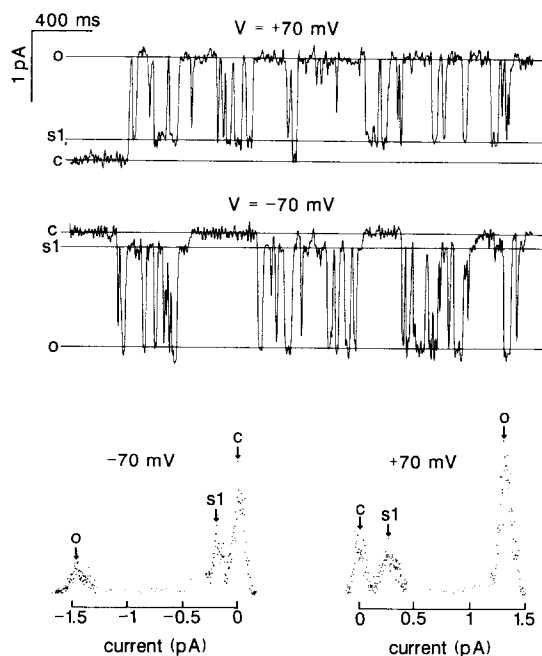 400 ms
1 pA
V = +70 mV
o
s1
c
V = −70 mV
c
s1
o
−70 mV
o
s1
c
−1.5 −1 −0.5 0
current (pA)
+70 mV
c
s1
o
0 0.5 1 1.5
current (pA)